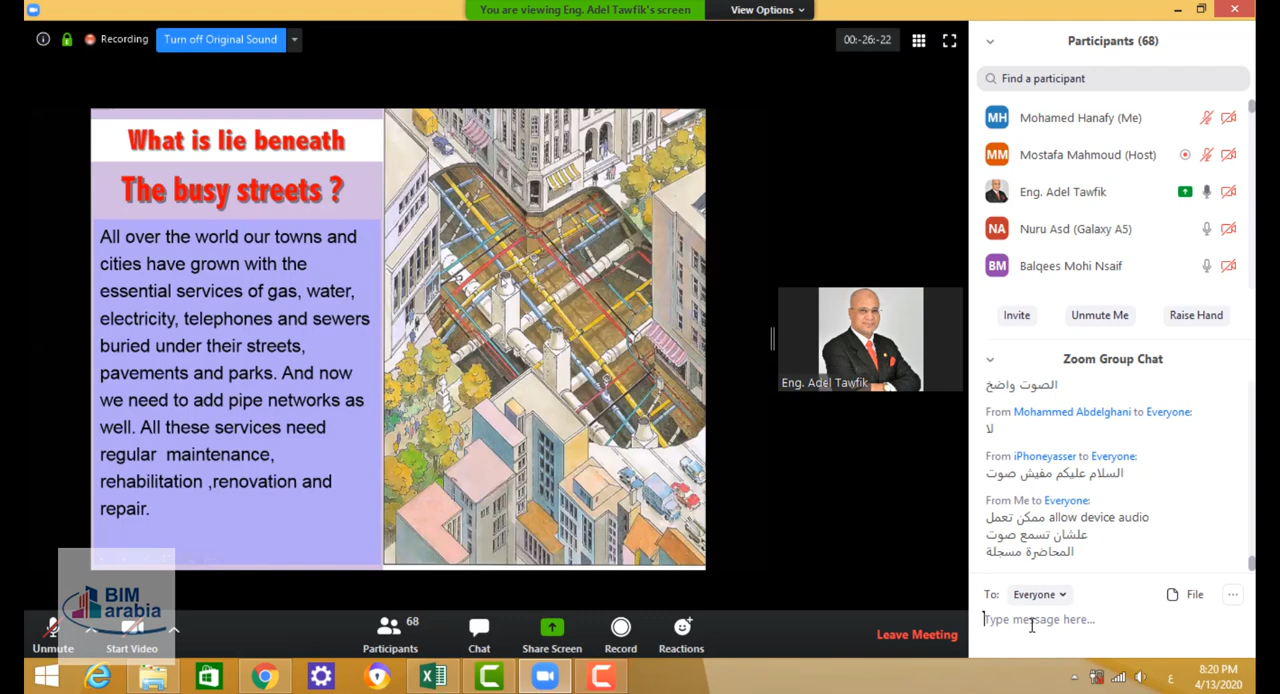 You are viewing Eng. Adel Tawfik's screen
View Options
Recording
Turn off Original Sound
00:-26:-22
What is lie beneath
The busy streets ?
All over the world our towns and
cities have grown with the
essential services of gas, water,
electricity, telephones and sewers
buried under their streets,
pavements and parks. And now
we need to add pipe networks as
well. All these services need
regular maintenance,
rehabilitation ,renovation and
repair.
BIM
arabia
Eng. Adel Tawfik
Participants (68)
Find a participant
MH Mohamed Hanafy (Me)
MM Mostafa Mahmoud (Host)
Eng. Adel Tawfik
NA Nuru Asd (Galaxy A5)
BM Balqees Mohi Nsaif
Invite
Unmute Me
Raise Hand
Zoom Group Chat
الصوت واضخ
From Mohammed Abdelghani to Everyone:
لا
From iPhoneyasser to Everyone:
السلام عليكم مفيش صوت
From Me to Everyone:
ممكن تعمل allow device audio
علشان تسمع صوت
المحاضرة مسجلة
To: Everyone
File
Type message here...
Unmute
Start Video
68
Participants
Chat
Share Screen
Record
Reactions
Leave Meeting
ع
8:20 PM
4/13/2020